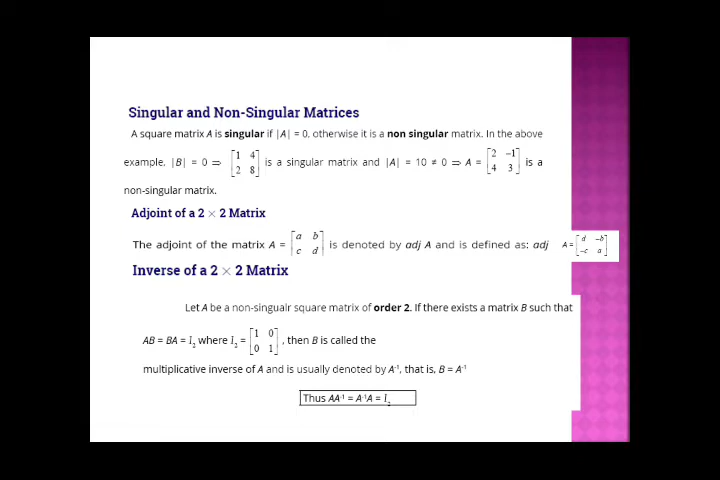 Singular and Non-Singular Matrices
A square matrix A is singular if |A| = 0, otherwise it is a non singular matrix. In the above
example, |B| = 0 ⇒ [1 4; 2 8] is a singular matrix and |A| = 10 ≠ 0 ⇒ A = [2 −1; 4 3] is a
non-singular matrix.
Adjoint of a 2 × 2 Matrix
The adjoint of the matrix A = [a b; c d] is denoted by adj A and is defined as: adj A = [d −b; −c a]
Inverse of a 2 × 2 Matrix
Let A be a non-singualr square matrix of order 2. If there exists a matrix B such that
AB = BA = I₂ where I₂ = [1 0; 0 1], then B is called the
multiplicative inverse of A and is usually denoted by A⁻¹, that is, B = A⁻¹
Thus AA⁻¹ = A⁻¹A = I₂